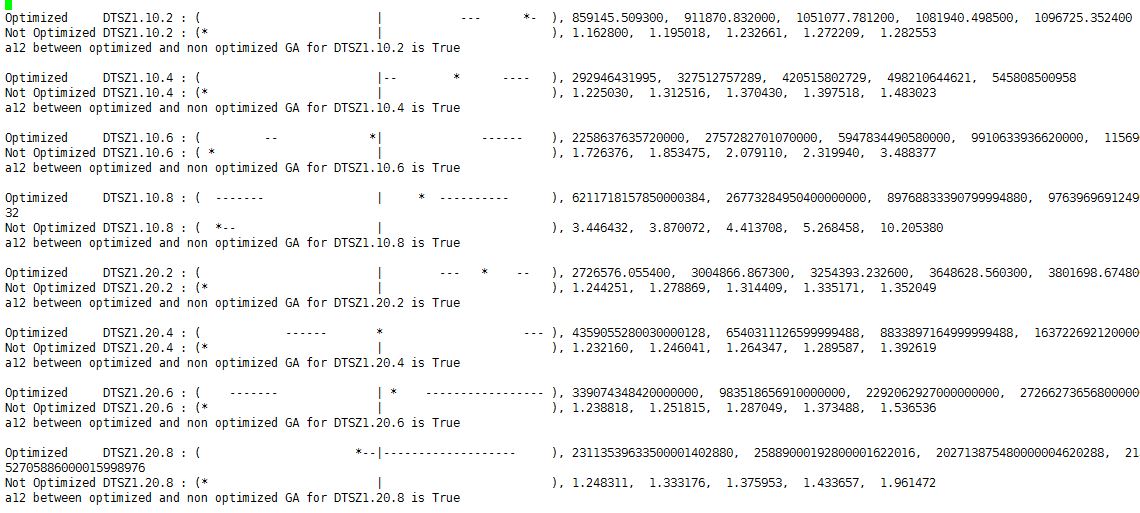 Optimized     DTSZ1.10.2 : (                         |           ---      *-  ), 859145.509300,  911870.832000,  1051077.781200,  1081940.498500,  1096725.352400
Not Optimized DTSZ1.10.2 : (*                        |                        ), 1.162800,  1.195018,  1.232661,  1.272209,  1.282553
a12 between optimized and non optimized GA for DTSZ1.10.2 is True
Optimized     DTSZ1.10.4 : (                         |--        *      ----   ), 292946431995,  327512757289,  420515802729,  498210644621,  545808500958
Not Optimized DTSZ1.10.4 : (*                        |                        ), 1.225030,  1.312516,  1.370430,  1.397518,  1.483023
a12 between optimized and non optimized GA for DTSZ1.10.4 is True
Optimized     DTSZ1.10.6 : (         --             *|              ------    ), 2258637635720000,  2757282701070000,  5947834490580000,  9910633936620000,  11569
Not Optimized DTSZ1.10.6 : ( *                       |                        ), 1.726376,  1.853475,  2.079110,  2.319940,  3.488377
a12 between optimized and non optimized GA for DTSZ1.10.6 is True
Optimized     DTSZ1.10.8 : (  -------                |     *  ----------      ), 6211718157850000384,  26773284950400000000,  89768833390799994880,  9763969691249
32
Not Optimized DTSZ1.10.8 : (  *--                    |                        ), 3.446432,  3.870072,  4.413708,  5.268458,  10.205380
a12 between optimized and non optimized GA for DTSZ1.10.8 is True
Optimized     DTSZ1.20.2 : (                         |        ---   *    --   ), 2726576.055400,  3004866.867300,  3254393.232600,  3648628.560300,  3801698.67480
Not Optimized DTSZ1.20.2 : (*                        |                        ), 1.244251,  1.278869,  1.314409,  1.335171,  1.352049
a12 between optimized and non optimized GA for DTSZ1.20.2 is True
Optimized     DTSZ1.20.4 : (            ------       *                    --- ), 4359055280030000128,  6540311126599999488,  8833897164999999488,  163722692120000
Not Optimized DTSZ1.20.4 : (*                        |                        ), 1.232160,  1.246041,  1.264347,  1.289587,  1.392619
a12 between optimized and non optimized GA for DTSZ1.20.4 is True
Optimized     DTSZ1.20.6 : (    -------              | *    ----------------- ), 339074348420000000,  983518656910000000,  2292062927000000000,  27266273656800000
Not Optimized DTSZ1.20.6 : (*                        |                        ), 1.238818,  1.251815,  1.287049,  1.373488,  1.536536
a12 between optimized and non optimized GA for DTSZ1.20.6 is True
Optimized     DTSZ1.20.8 : (                      *--|-------------------     ), 23113539633500001402880,  25889000192800001622016,  202713875480000004620288,  21
52705886000015998976
Not Optimized DTSZ1.20.8 : (*                        |                        ), 1.248311,  1.333176,  1.375953,  1.433657,  1.961472
a12 between optimized and non optimized GA for DTSZ1.20.8 is True